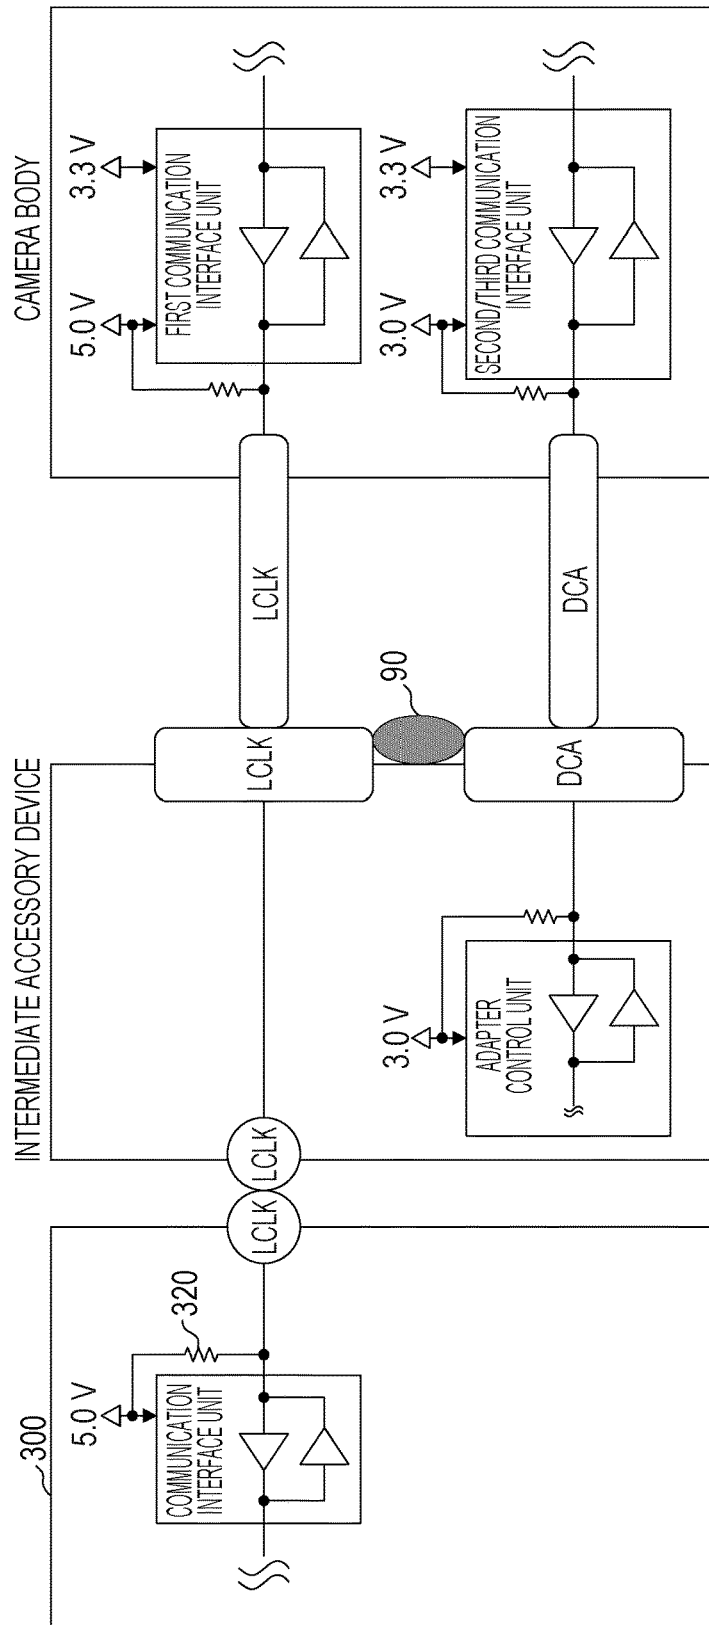 300
5.0 V
COMMUNICATION
INTERFACE UNIT
320
LCLK
INTERMEDIATE ACCESSORY DEVICE
LCLK
3.0 V
ADAPTER
CONTROL UNIT
LCLK
90
DCA
LCLK
DCA
CAMERA BODY
5.0 V
3.3 V
FIRST COMMUNICATION
INTERFACE UNIT
3.0 V
3.3 V
SECOND/THIRD COMMUNICATION
INTERFACE UNIT